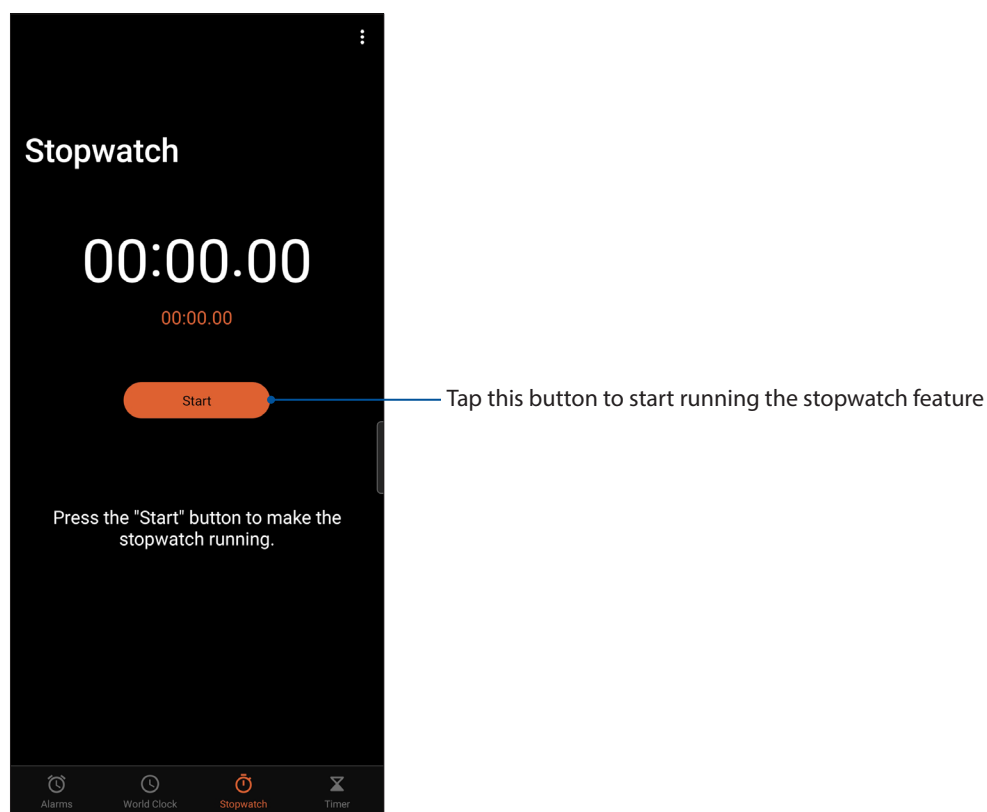 Stopwatch
00:00.00
00:00.00
Start
Tap this button to start running the stopwatch feature
Press the "Start" button to make the
stopwatch running.
Alarms World Clock Stopwatch Timer